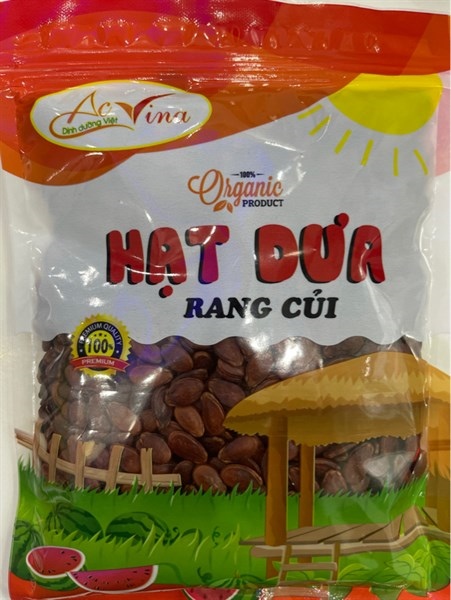 AcVina
Dinh dưỡng Việt
100%
Organic
PRODUCT
HẠT DƯA
RANG CỦI
PREMIUM QUALITY
100%
PREMIUM